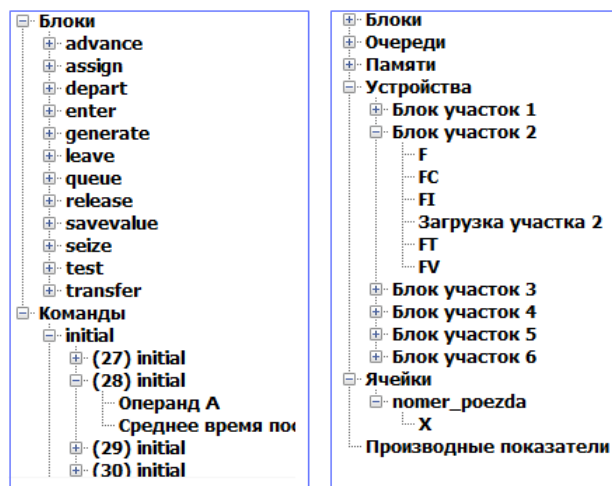 Блоки
advance
assign
depart
enter
generate
leave
queue
release
savevalue
seize
test
transfer
Команды
initial
(27) initial
(28) initial
Операнд A
Среднее время
(29) initial
(30) initial
Блоки
Очереди
Памяти
Устройства
Блок участок 1
Блок участок 2
F
FC
FI
Загрузка участка 2
FT
FV
Блок участок 3
Блок участок 4
Блок участок 5
Блок участок 6
Ячейки
nomer_poezda
X
Производные показатели